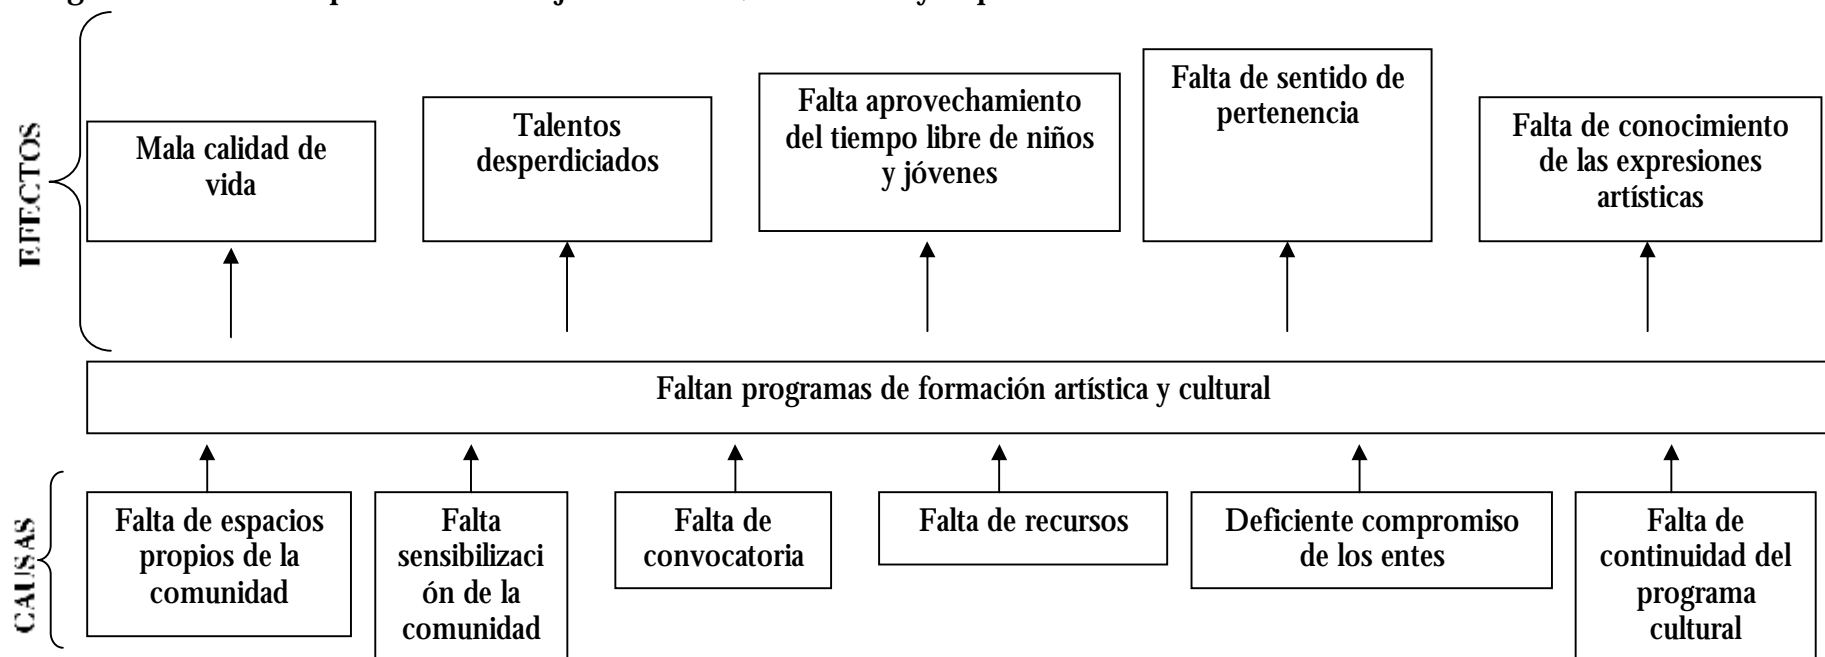 EFECTOS
Mala calidad de
vida
Talentos
desperdiciados
Falta aprovechamiento
del tiempo libre de niños
y jóvenes
Falta de sentido de
pertenencia
Falta de conocimiento
de las expresiones
artísticas
Faltan programas de formación artística y cultural
CAUSAS
Falta de espacios
propios de la
comunidad
Falta
sensibilizaci
ón de la
comunidad
Falta de
convocatoria
Falta de recursos
Deficiente compromiso
de los entes
Falta de
continuidad del
programa
cultural